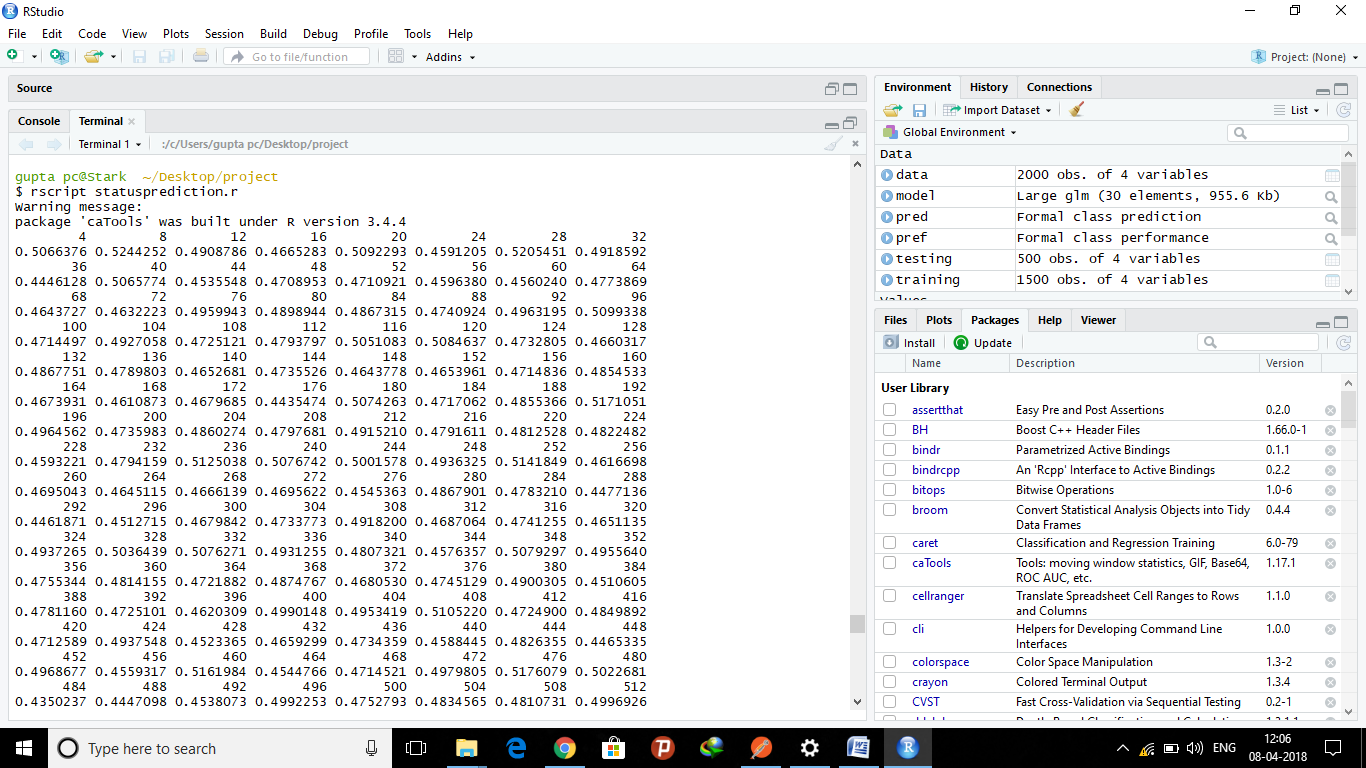 RStudio
File Edit Code View Plots Session Build Debug Profile Tools Help
Go to file/function Addins Project: (None)
Source
Console Terminal
Terminal 1 :/c/Users/gupta pc/Desktop/project
gupta pc@Stark ~/Desktop/project
$ rscript statusprediction.r
Warning message:
package 'caTools' was built under R version 3.4.4
4 8 12 16 20 24 28 32
0.5066376 0.5244252 0.4908786 0.4665283 0.5092293 0.4591205 0.5205451 0.4918592
36 40 44 48 52 56 60 64
0.4446128 0.5065774 0.4535548 0.4708953 0.4710921 0.4596380 0.4560240 0.4773869
68 72 76 80 84 88 92 96
0.4643727 0.4632223 0.4959943 0.4898944 0.4867315 0.4740924 0.4963195 0.5099338
100 104 108 112 116 120 124 128
0.4714497 0.4927058 0.4725121 0.4793797 0.5051083 0.5084637 0.4732805 0.4660317
132 136 140 144 148 152 156 160
0.4867751 0.4789803 0.4652681 0.4735526 0.4643778 0.4653961 0.4714836 0.4854533
164 168 172 176 180 184 188 192
0.4673931 0.4610873 0.4679685 0.4435474 0.5074263 0.4717062 0.4855366 0.5171051
196 200 204 208 212 216 220 224
0.4964562 0.4735983 0.4860274 0.4797681 0.4915210 0.4791611 0.4812528 0.4822482
228 232 236 240 244 248 252 256
0.4593221 0.4794159 0.5125038 0.5076742 0.5001578 0.4936325 0.5141849 0.4616698
260 264 268 272 276 280 284 288
0.4695043 0.4645115 0.4666139 0.4695622 0.4545363 0.4867901 0.4783210 0.4477136
292 296 300 304 308 312 316 320
0.4461871 0.4512715 0.4679842 0.4733773 0.4918200 0.4687064 0.4741255 0.4651135
324 328 332 336 340 344 348 352
0.4937265 0.5036439 0.5076271 0.4931255 0.4807321 0.4576357 0.5079297 0.4955640
356 360 364 368 372 376 380 384
0.4755344 0.4814155 0.4721882 0.4874767 0.4680530 0.4745129 0.4900305 0.4510605
388 392 396 400 404 408 412 416
0.4781160 0.4725101 0.4620309 0.4990148 0.4953419 0.5105220 0.4724900 0.4849892
420 424 428 432 436 440 444 448
0.4712589 0.4937548 0.4523365 0.4659299 0.4734359 0.4588445 0.4826355 0.4465335
452 456 460 464 468 472 476 480
0.4968677 0.4559317 0.5161984 0.4544766 0.4714521 0.4979805 0.5176079 0.5022681
484 488 492 496 500 504 508 512
0.4350237 0.4447098 0.4538073 0.4992253 0.4752793 0.4834565 0.4810731 0.4996926
Environment History Connections
Import Dataset List
Global Environment
Data
data 2000 obs. of 4 variables
model Large glm (30 elements, 955.6 Kb)
pred Formal class prediction
pref Formal class performance
testing 500 obs. of 4 variables
training 1500 obs. of 4 variables
Values
Files Plots Packages Help Viewer
Install Update
Name Description Version
User Library
assertthat Easy Pre and Post Assertions 0.2.0
BH Boost C++ Header Files 1.66.0-1
bindr Parametrized Active Bindings 0.1.1
bindrcpp An 'Rcpp' Interface to Active Bindings 0.2.2
bitops Bitwise Operations 1.0-6
broom Convert Statistical Analysis Objects into Tidy 0.4.4
Data Frames
caret Classification and Regression Training 6.0-79
caTools Tools: moving window statistics, GIF, Base64, 1.17.1
ROC AUC, etc.
cellranger Translate Spreadsheet Cell Ranges to Rows 1.1.0
and Columns
cli Helpers for Developing Command Line 1.0.0
Interfaces
colorspace Color Space Manipulation 1.3-2
crayon Colored Terminal Output 1.3.4
CVST Fast Cross-Validation via Sequential Testing 0.2-1
Type here to search
ENG
12:06
08-04-2018